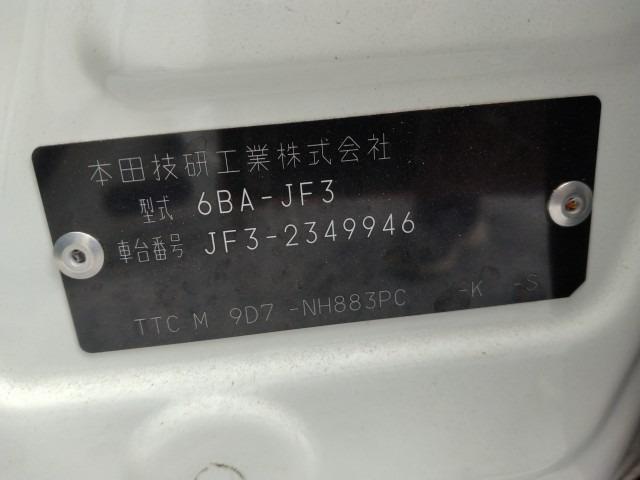 本田技研工業株式会社
型式 6BA-JF3
車台番号 JF3-2349946
TTC M 9D7 -NH883PC -K -S